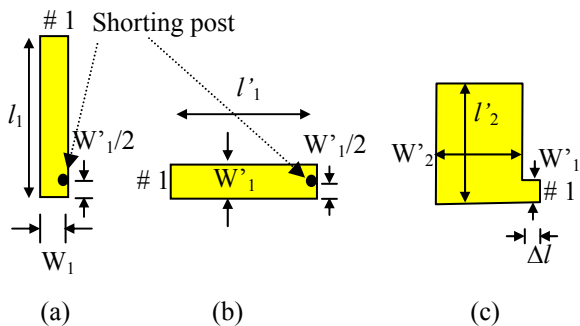 # 1 Shorting post
l₁
W'₁/2
W₁
(a)
l'₁
W'₁/2
# 1 W'₁
(b)
l'₂
W'₂
W'₁
# 1
Δl
(c)